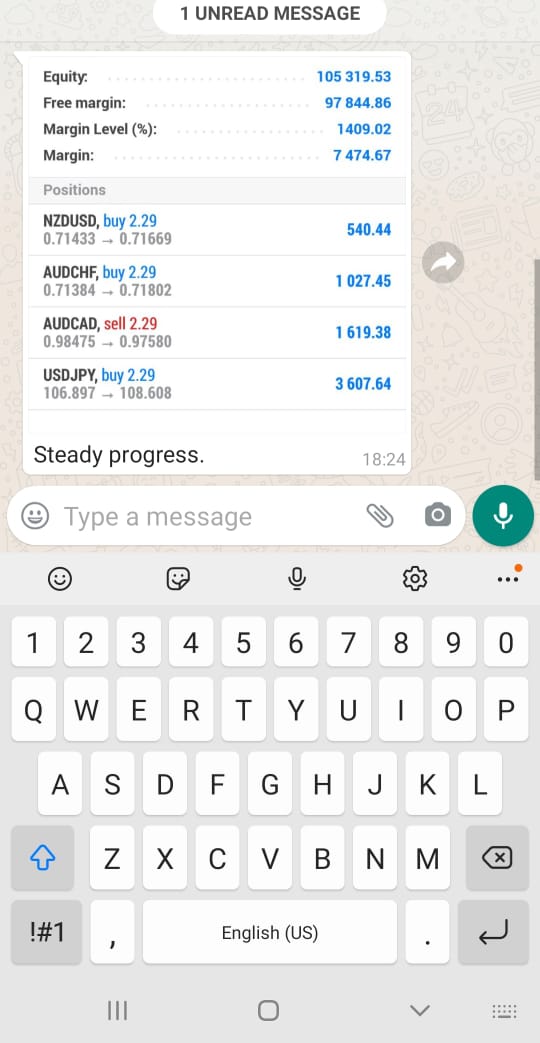 1 UNREAD MESSAGE
Equity: 105 319.53
Free margin: 97 844.86
Margin Level (%): 1409.02
Margin: 7 474.67
Positions
NZDUSD, buy 2.29 540.44
0.71433 → 0.71669
AUDCHF, buy 2.29 1 027.45
0.71384 → 0.71802
AUDCAD, sell 2.29 1 619.38
0.98475 → 0.97580
USDJPY, buy 2.29 3 607.64
106.897 → 108.608
Steady progress. 18:24
Type a message
1 2 3 4 5 6 7 8 9 0
Q W E R T Y U I O P
A S D F G H J K L
Z X C V B N M
!#1 , English (US) .